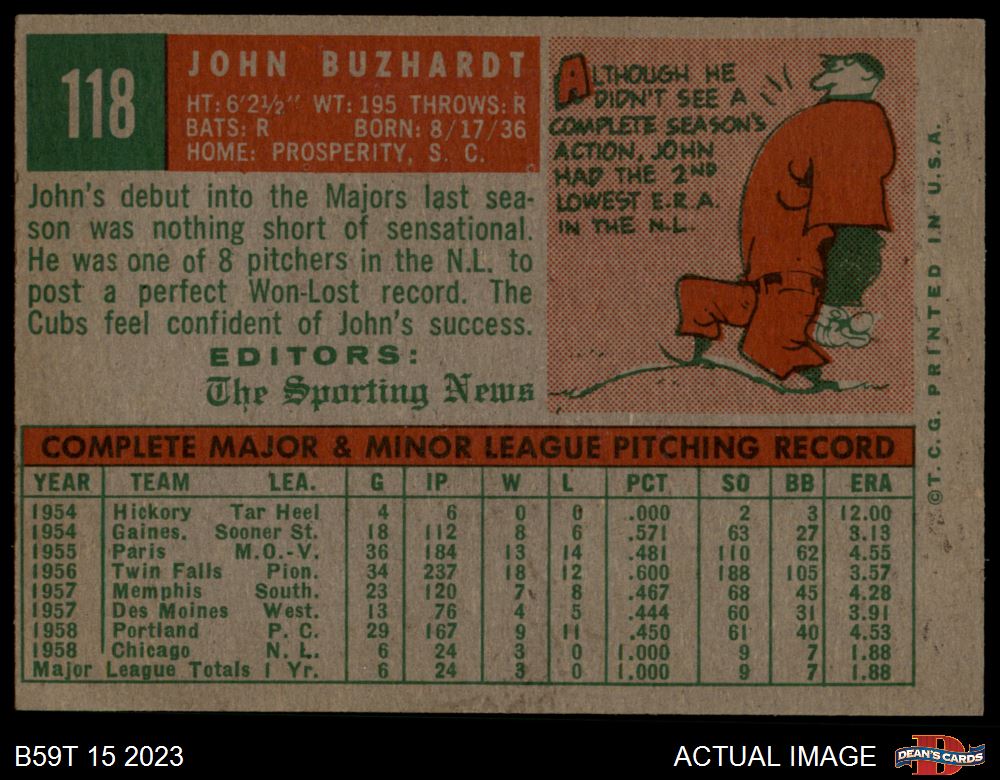 118
JOHN BUZHARDT
HT: 6'2½" WT: 195 THROWS: R
BATS: R BORN: 8/17/36
HOME: PROSPERITY, S. C.
John's debut into the Majors last sea-
son was nothing short of sensational.
He was one of 8 pitchers in the N.L. to
post a perfect Won-Lost record. The
Cubs feel confident of John's success.
EDITORS:
The Sporting News
ALTHOUGH HE
DIDN'T SEE A
COMPLETE SEASON'S
ACTION, JOHN
HAD THE 2ND
LOWEST E.R.A.
IN THE N.L.
COMPLETE MAJOR & MINOR LEAGUE PITCHING RECORD
YEAR TEAM LEA. G IP W L PCT SO BB ERA
1954 Hickory Tar Heel 4 6 0 0 .000 2 3 12.00
1954 Gaines. Sooner St. 18 112 8 6 .571 63 27 3.13
1955 Paris M.O.-V. 36 184 13 14 .481 110 62 4.55
1956 Twin Falls Pion. 34 237 18 12 .600 188 105 3.57
1957 Memphis South. 23 120 7 8 .467 68 45 4.28
1957 Des Moines West. 13 76 4 5 .444 60 31 3.91
1958 Portland P. C. 29 167 9 11 .450 61 40 4.53
1958 Chicago N. L. 6 24 3 0 1.000 9 7 1.88
Major League Totals 1 Yr. 6 24 3 0 1.000 9 7 1.88
©T. C. G. PRINTED IN U.S.A.
B59T 15 2023
ACTUAL IMAGE
D
DEAN'S CARDS